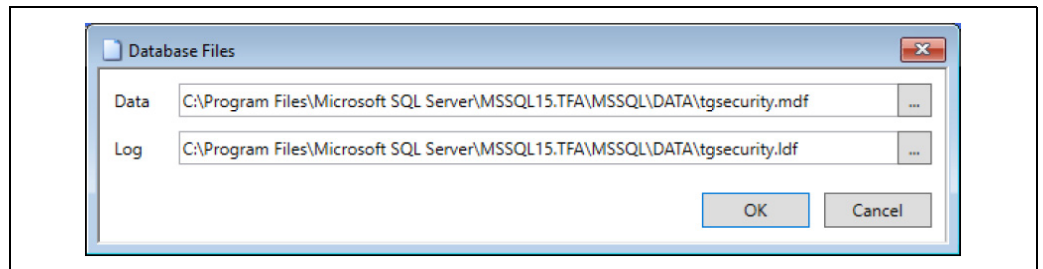 Database Files
Data C:\Program Files\Microsoft SQL Server\MSSQL15.TFA\MSSQL\DATA\tgsecurity.mdf ...
Log C:\Program Files\Microsoft SQL Server\MSSQL15.TFA\MSSQL\DATA\tgsecurity.ldf ...
OK Cancel